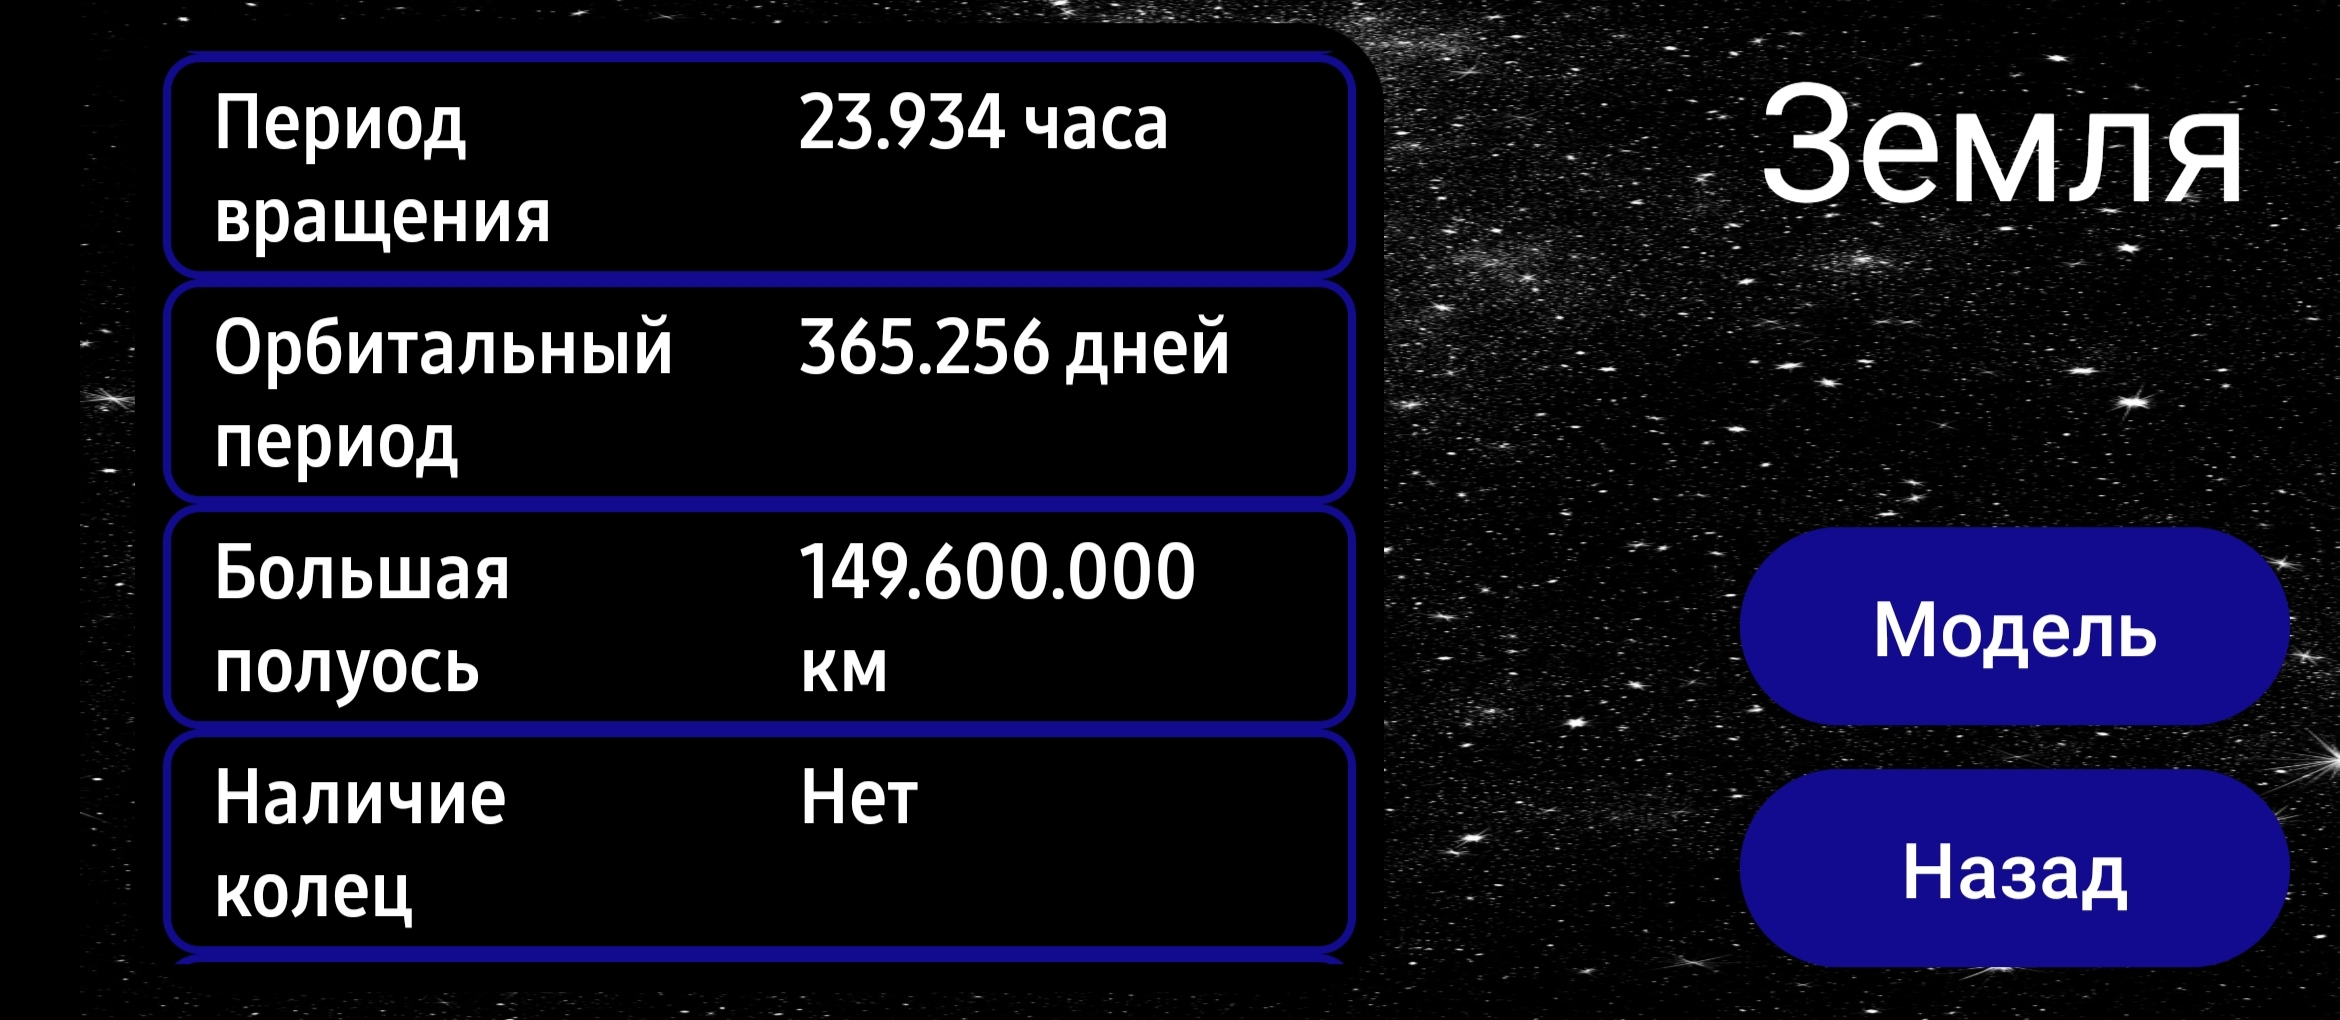 Земля
Период 23.934 часа
вращения
Орбитальный 365.256 дней
период
Большая 149.600.000
полуось км
Наличие Нет
колец
Модель
Назад